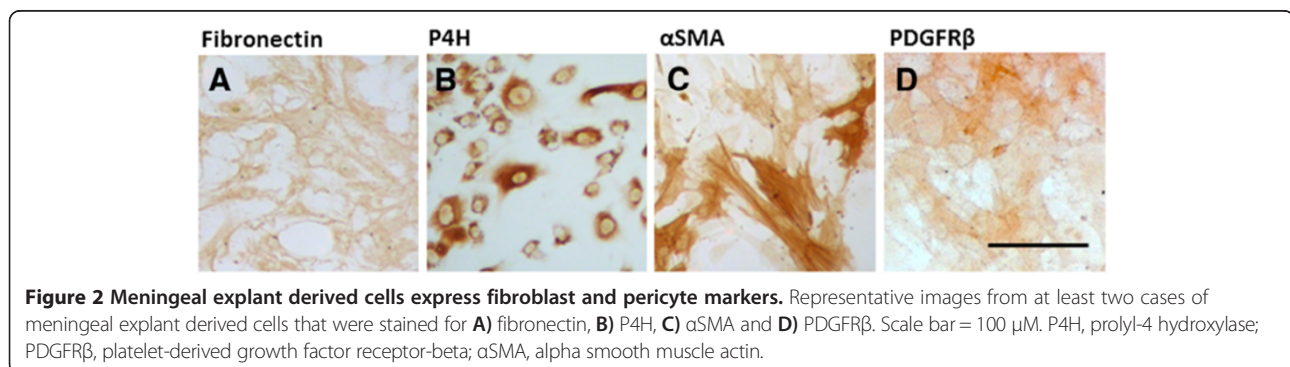 Fibronectin P4H αSMA PDGFRβ
A B C D
Figure 2 Meningeal explant derived cells express fibroblast and pericyte markers. Representative images from at least two cases of
meningeal explant derived cells that were stained for A) fibronectin, B) P4H, C) αSMA and D) PDGFRβ. Scale bar = 100 μM. P4H, prolyl-4 hydroxylase;
PDGFRβ, platelet-derived growth factor receptor-beta; αSMA, alpha smooth muscle actin.